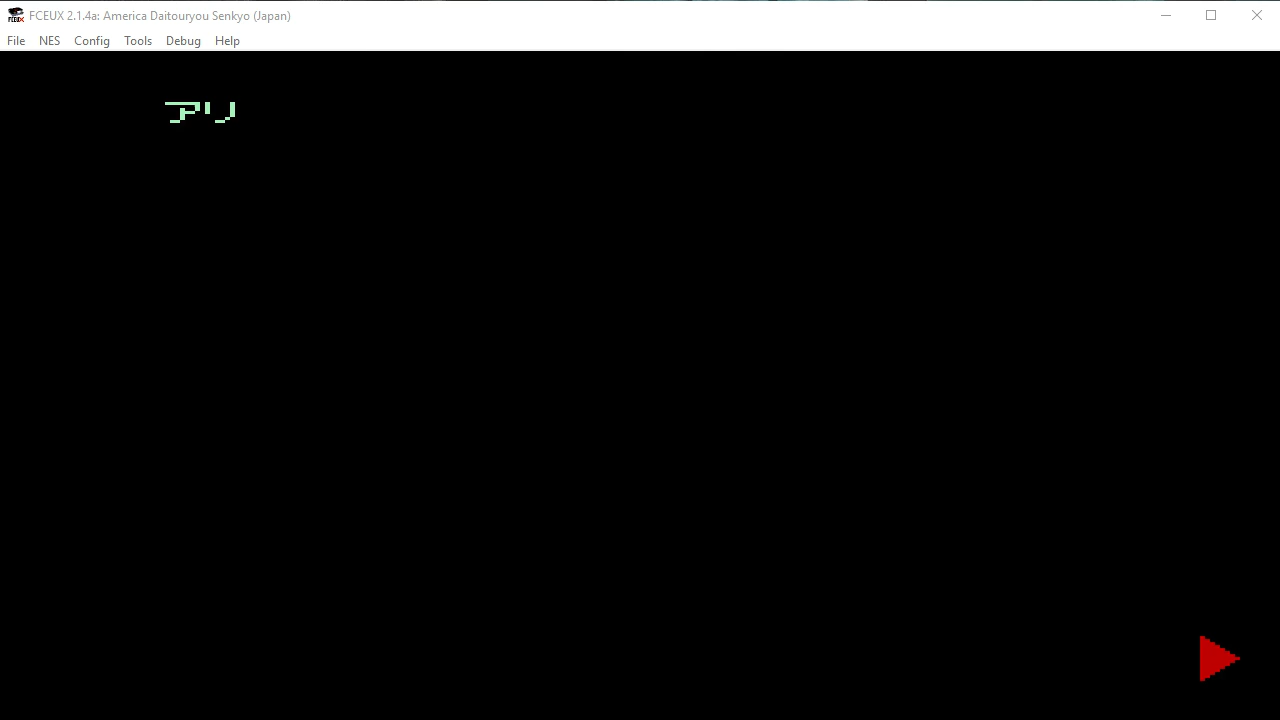 FCEUX 2.1.4a: America Daitouryou Senkyo (Japan)
File NES Config Tools Debug Help
アリ